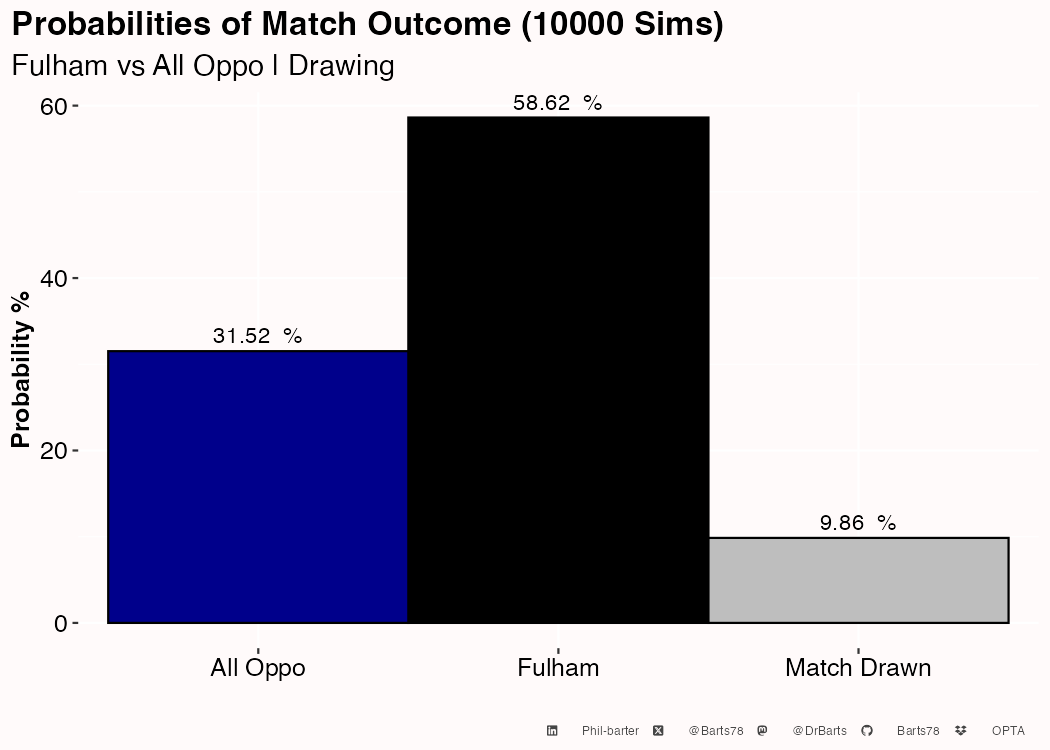 Probabilities of Match Outcome (10000 Sims)
Fulham vs All Oppo | Drawing
Probability %
60
40
20
0
31.52 %
58.62 %
9.86 %
All Oppo
Fulham
Match Drawn
Phil-barter @Barts78 @DrBarts Barts78 OPTA